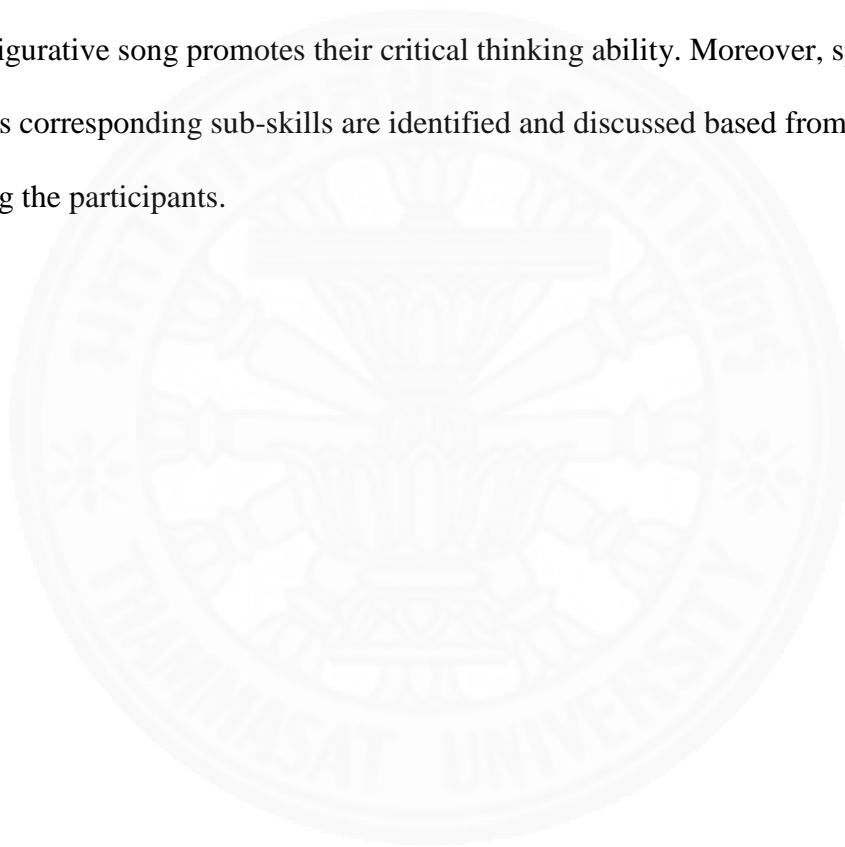 igurative song promotes their critical thinking ability. Moreover, s
s corresponding sub-skills are identified and discussed based from
g the participants.
THAMMASAT UNIVERSITY